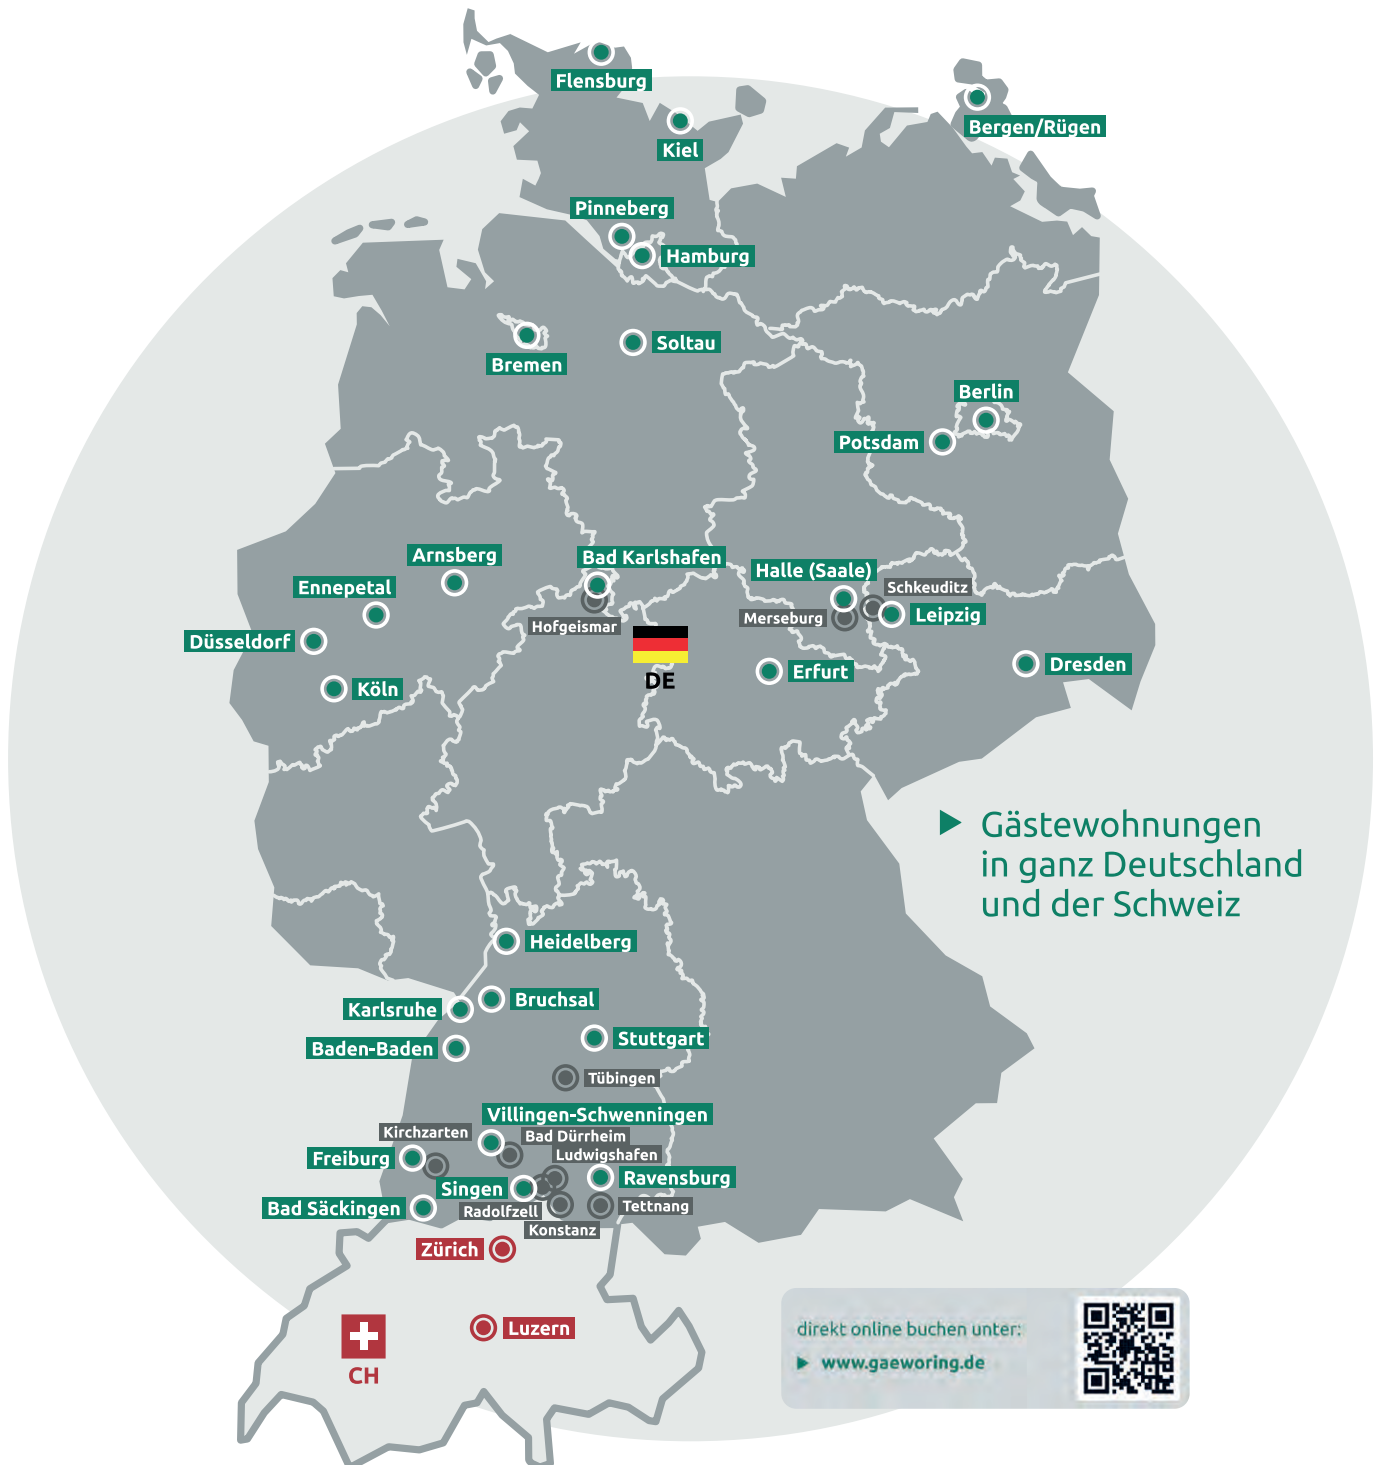 Flensburg
Bergen/Rügen
Kiel
Pinneberg
Hamburg
Soltau
Bremen
Berlin
Potsdam
Arnsberg
Bad Karlshafen
Halle (Saale)
Ennepetal
Schkeuditz
Merseburg
Leipzig
Hofgeismar
Düsseldorf
DE
Erfurt
Dresden
Köln
Gästewohnungen
in ganz Deutschland
und der Schweiz
Heidelberg
Bruchsal
Karlsruhe
Stuttgart
Baden-Baden
Tübingen
Villingen-Schwenningen
Kirchzarten
Bad Dürrheim
Ludwigshafen
Freiburg
Ravensburg
Singen
Bad Säckingen
Radolfzell
Tettnang
Konstanz
Zürich
Luzern
CH
direkt online buchen unter:
www.gaeworing.de